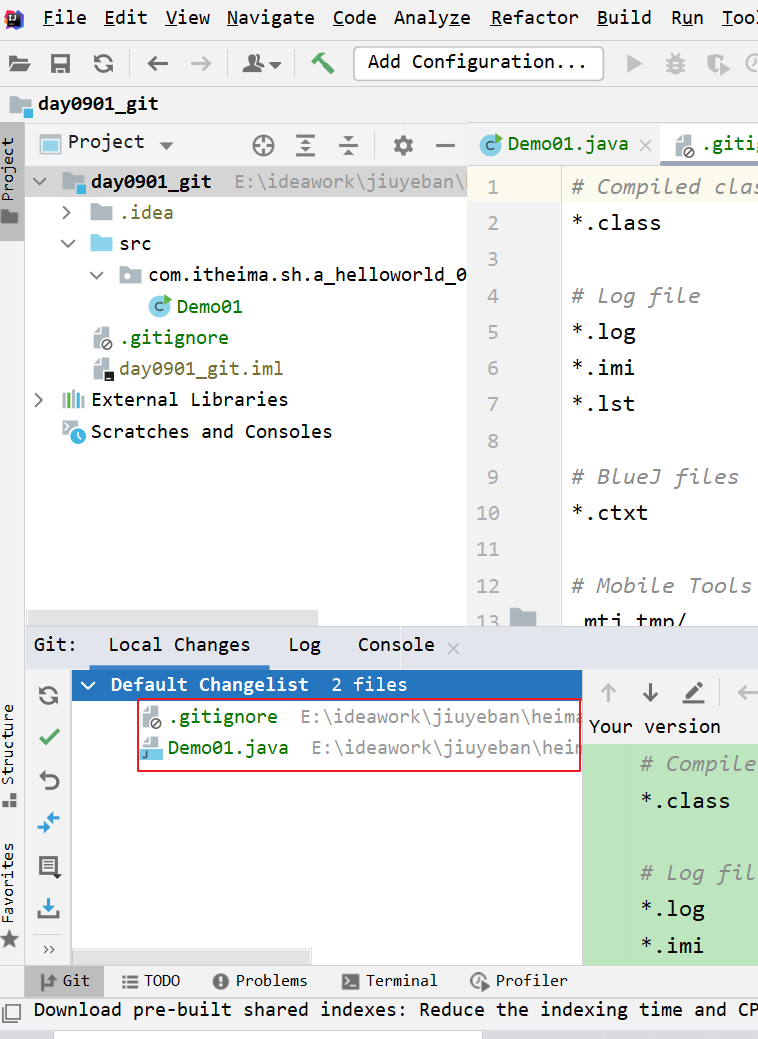 File Edit View Navigate Code Analyze Refactor Build Run
Add Configuration...
day0901_git
Project
Project
Demo01.java
day0901_git E:\ideawork\jiuyeban\
.idea
src
com.itheima.sh.a_helloworld_0
Demo01
.gitignore
day0901_git.iml
External Libraries
Scratches and Consoles
1 # Compiled
2 *.class
3
4 # Log file
5 *.log
6 *.imi
7 *.lst
8
9 # BlueJ files
10 *.ctxt
11
12 # Mobile Tools
13 .mtj.tmp/
Git: Local Changes Log Console
Default Changelist 2 files
.gitignore E:\ideawork\jiuyeban\heima
Demo01.java E:\ideawork\jiuyeban\heim
Your version
# Compile
*.class
# Log fil
*.log
*.imi
Structure
Favorites
Git TODO Problems Terminal Profiler
Download pre-built shared indexes: Reduce the indexing time and CP